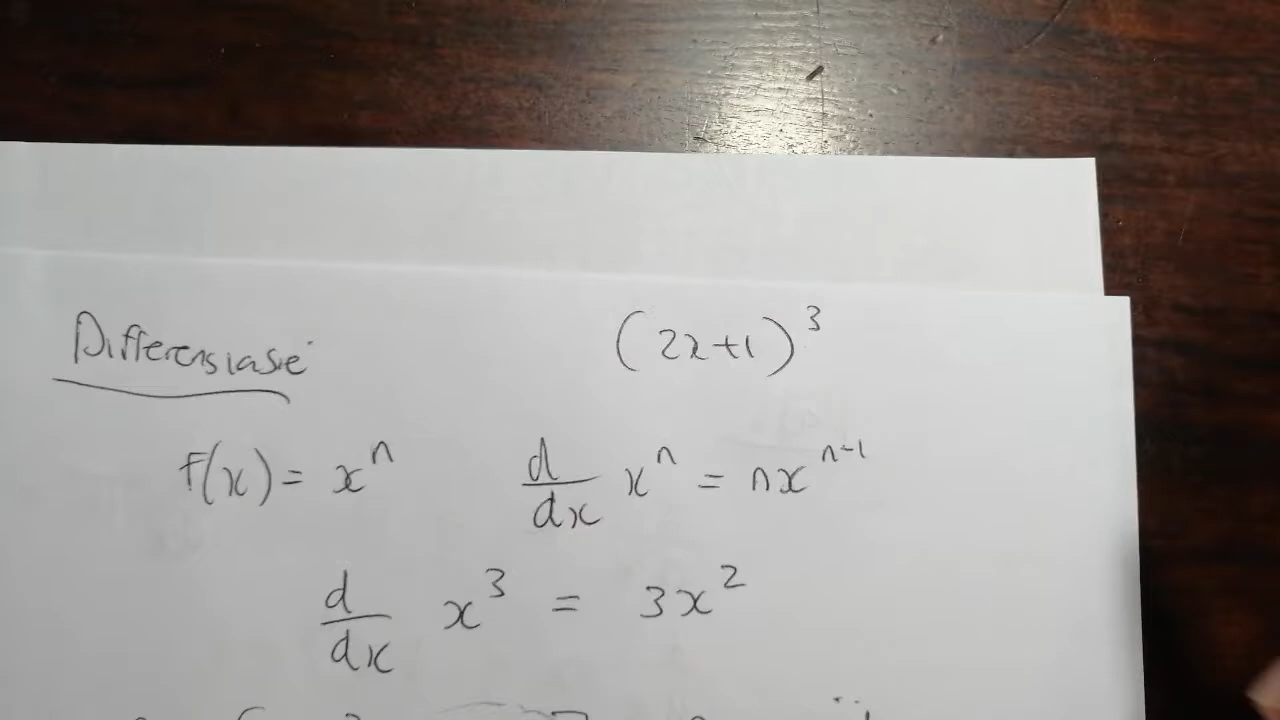 Differensiasie
(2x+1)³
f(x) = xⁿ
d/dx xⁿ = nxⁿ⁻¹
d/dx x³ = 3x²